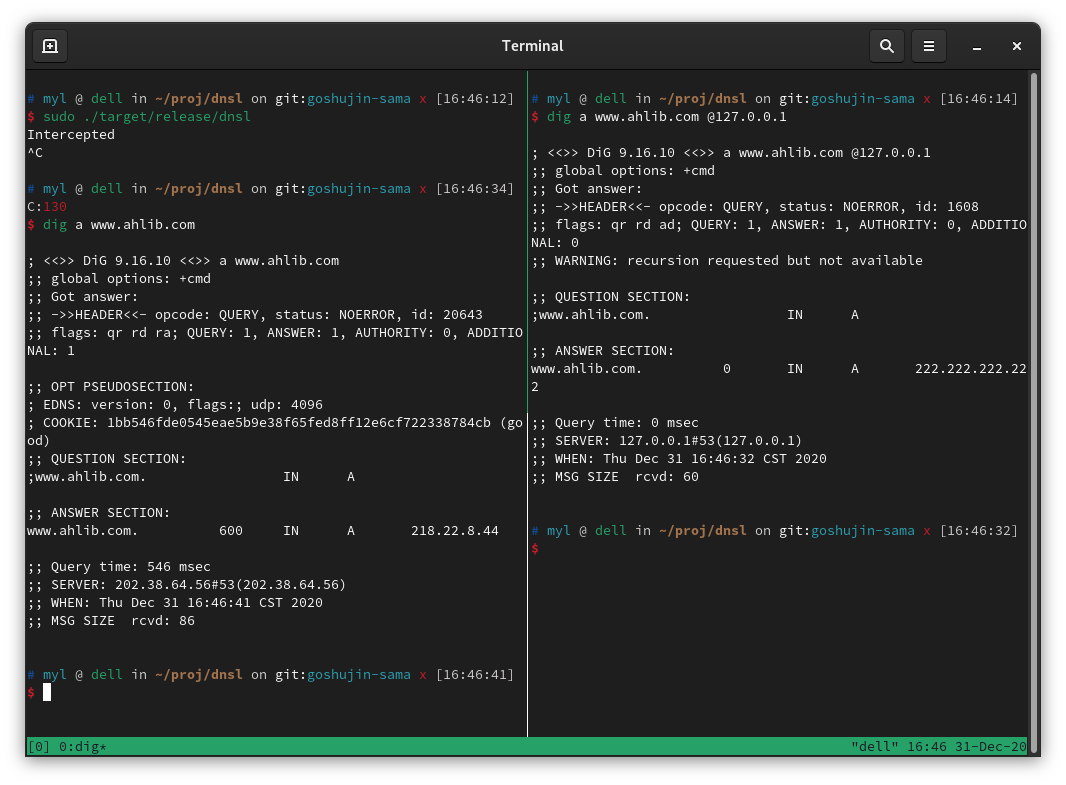 Terminal
# myl @ dell in ~/proj/dnsl on git:goshujin-sama x [16:46:12]
$ sudo ./target/release/dnsl
Intercepted
^C
# myl @ dell in ~/proj/dnsl on git:goshujin-sama x [16:46:34]
C:130
$ dig a www.ahlib.com
; <<>> DiG 9.16.10 <<>> a www.ahlib.com
;; global options: +cmd
;; Got answer:
;; ->>HEADER<<- opcode: QUERY, status: NOERROR, id: 20643
;; flags: qr rd ra; QUERY: 1, ANSWER: 1, AUTHORITY: 0, ADDITIO
NAL: 1
;; OPT PSEUDOSECTION:
; EDNS: version: 0, flags:; udp: 4096
; COOKIE: 1bb546fde0545eae5b9e38f65fed8ff12e6cf722338784cb (go
od)
;; QUESTION SECTION:
;www.ahlib.com. IN A
;; ANSWER SECTION:
www.ahlib.com. 600 IN A 218.22.8.44
;; Query time: 546 msec
;; SERVER: 202.38.64.56#53(202.38.64.56)
;; WHEN: Thu Dec 31 16:46:41 CST 2020
;; MSG SIZE rcvd: 86
# myl @ dell in ~/proj/dnsl on git:goshujin-sama x [16:46:41]
$
# myl @ dell in ~/proj/dnsl on git:goshujin-sama x [16:46:14]
$ dig a www.ahlib.com @127.0.0.1
; <<>> DiG 9.16.10 <<>> a www.ahlib.com @127.0.0.1
;; global options: +cmd
;; Got answer:
;; ->>HEADER<<- opcode: QUERY, status: NOERROR, id: 1608
;; flags: qr rd ad; QUERY: 1, ANSWER: 1, AUTHORITY: 0, ADDITIO
NAL: 0
;; WARNING: recursion requested but not available
;; QUESTION SECTION:
;www.ahlib.com. IN A
;; ANSWER SECTION:
www.ahlib.com. 0 IN A 222.222.222.22
2
;; Query time: 0 msec
;; SERVER: 127.0.0.1#53(127.0.0.1)
;; WHEN: Thu Dec 31 16:46:32 CST 2020
;; MSG SIZE rcvd: 60
# myl @ dell in ~/proj/dnsl on git:goshujin-sama x [16:46:32]
$
[0] 0:dig* "dell" 16:46 31-Dec-20